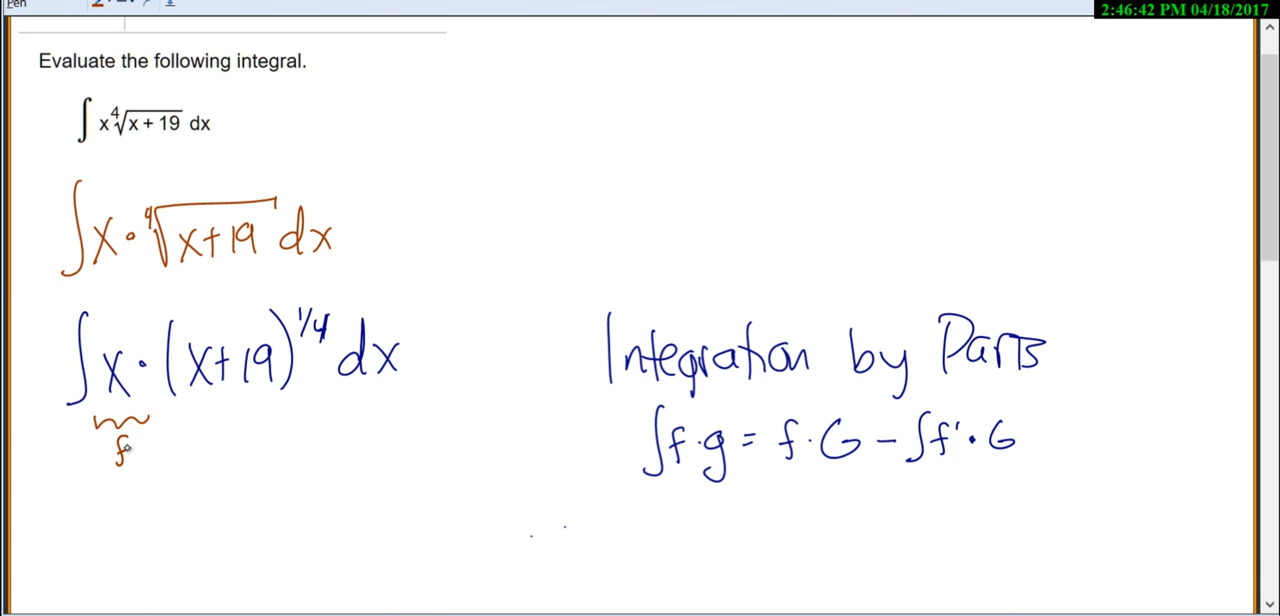 Pen
2:46:42 PM 04/18/2017
Evaluate the following integral.
∫ x∜(x + 19) dx
∫x·∜(x+19) dx
∫x·(x+19)^1/4 dx
f
Integration by Parts
∫f·g = f·G - ∫f'·G